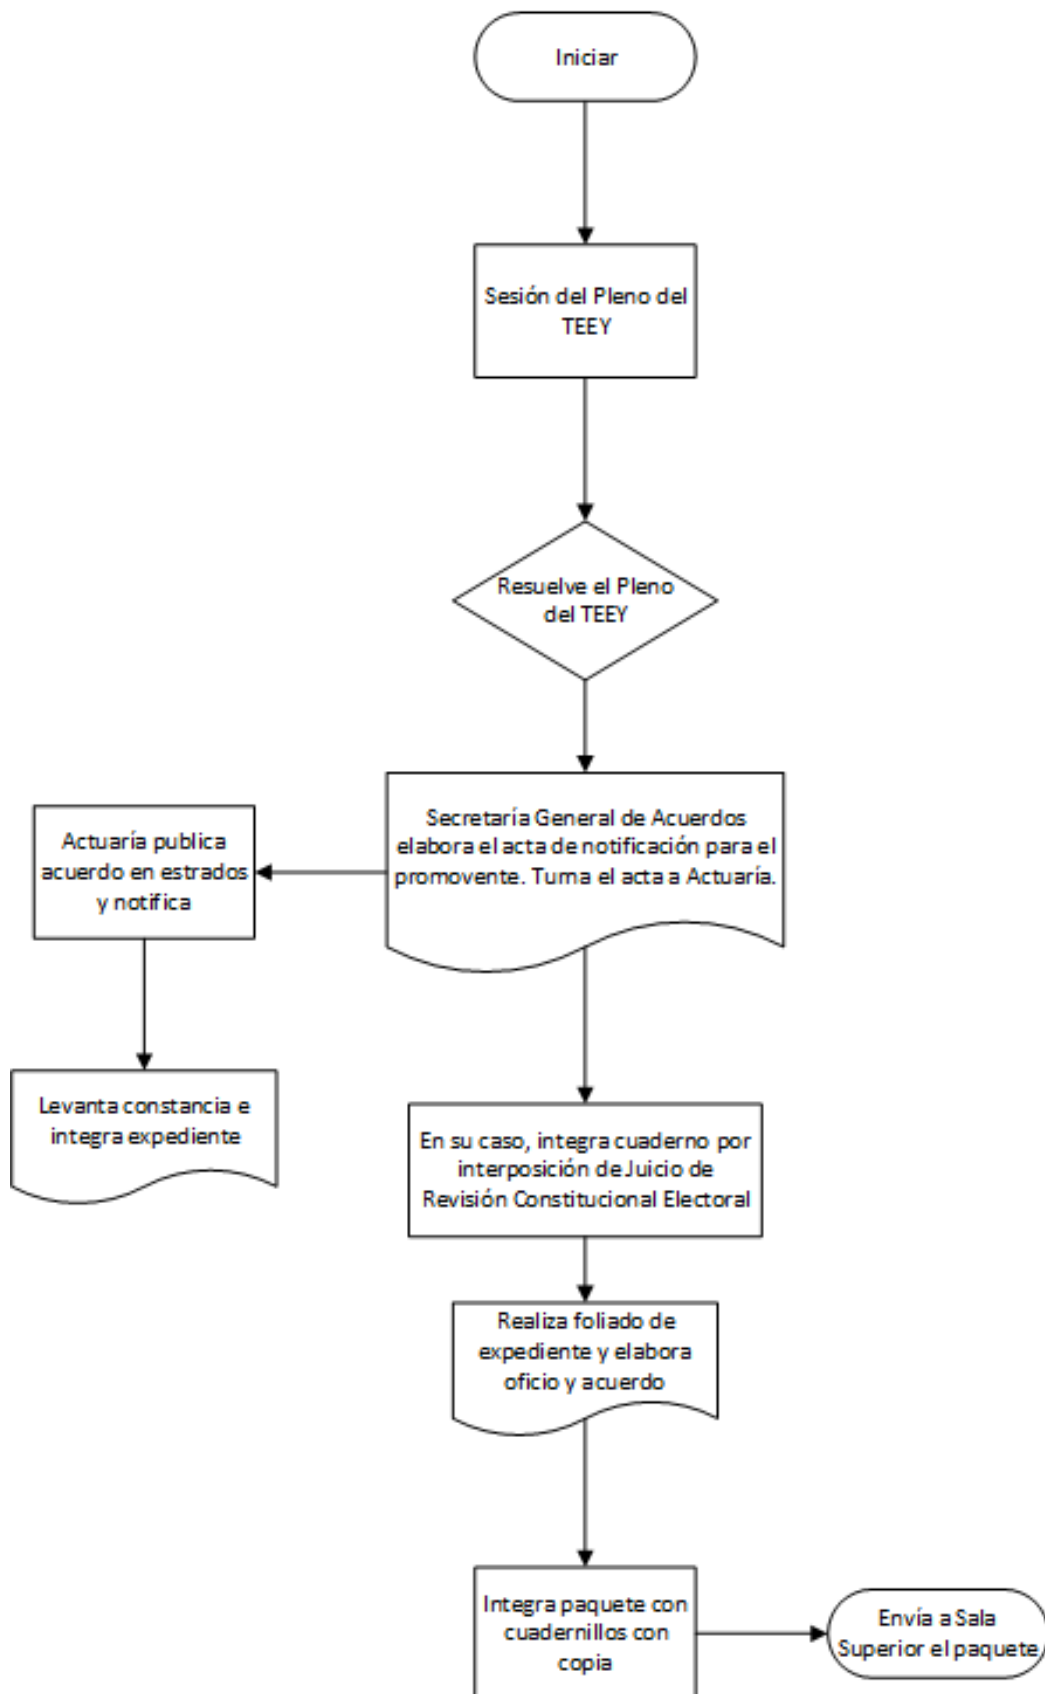 Iniciar
Sesión del Pleno del
TEEY
Resuelve el Pleno
del TEEY
Secretaría General de Acuerdos
elabora el acta de notificación para el
promovente. Turna el acta a Actuaría.
Actuaría publica
acuerdo en estrados
y notifica
Levanta constancia e
integra expediente
En su caso, integra cuaderno por
interposición de Juicio de
Revisión Constitucional Electoral
Realiza foliado de
expediente y elabora
oficio y acuerdo
Integra paquete con
cuadernillos con
copia
Envía a Sala
Superior el paquete